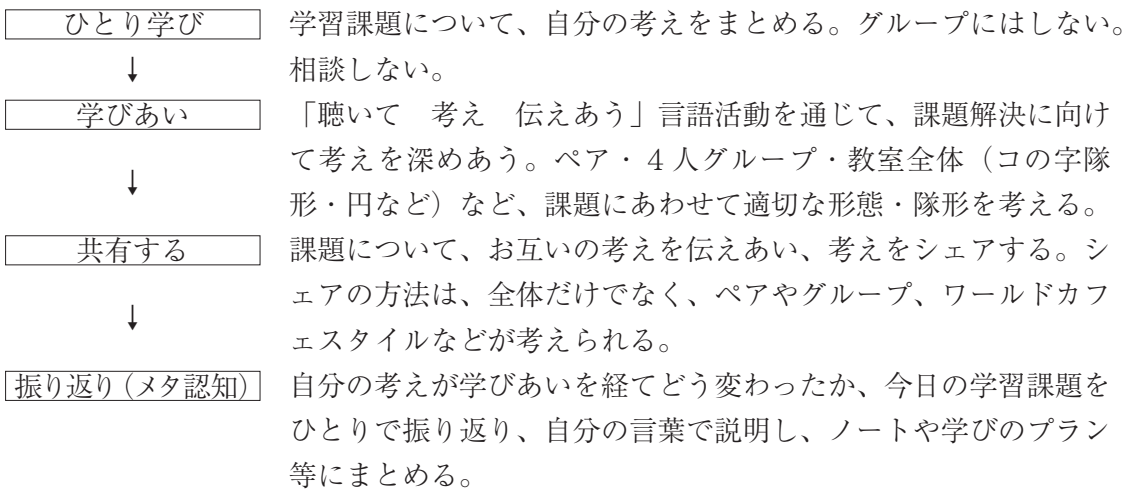 ひとり学び　学習課題について、自分の考えをまとめる。グループにはしない。
↓　相談しない。
学びあい　「聴いて　考え　伝えあう」言語活動を通じて、課題解決に向け
て考えを深めあう。ペア・４人グループ・教室全体（コの字隊
↓　形・円など）など、課題にあわせて適切な形態・隊形を考える。
共有する　課題について、お互いの考えを伝えあい、考えをシェアする。シ
ェアの方法は、全体だけでなく、ペアやグループ、ワールドカフ
↓　ェスタイルなどが考えられる。
振り返り（メタ認知）　自分の考えが学びあいを経てどう変わったか、今日の学習課題を
ひとりで振り返り、自分の言葉で説明し、ノートや学びのプラン
等にまとめる。